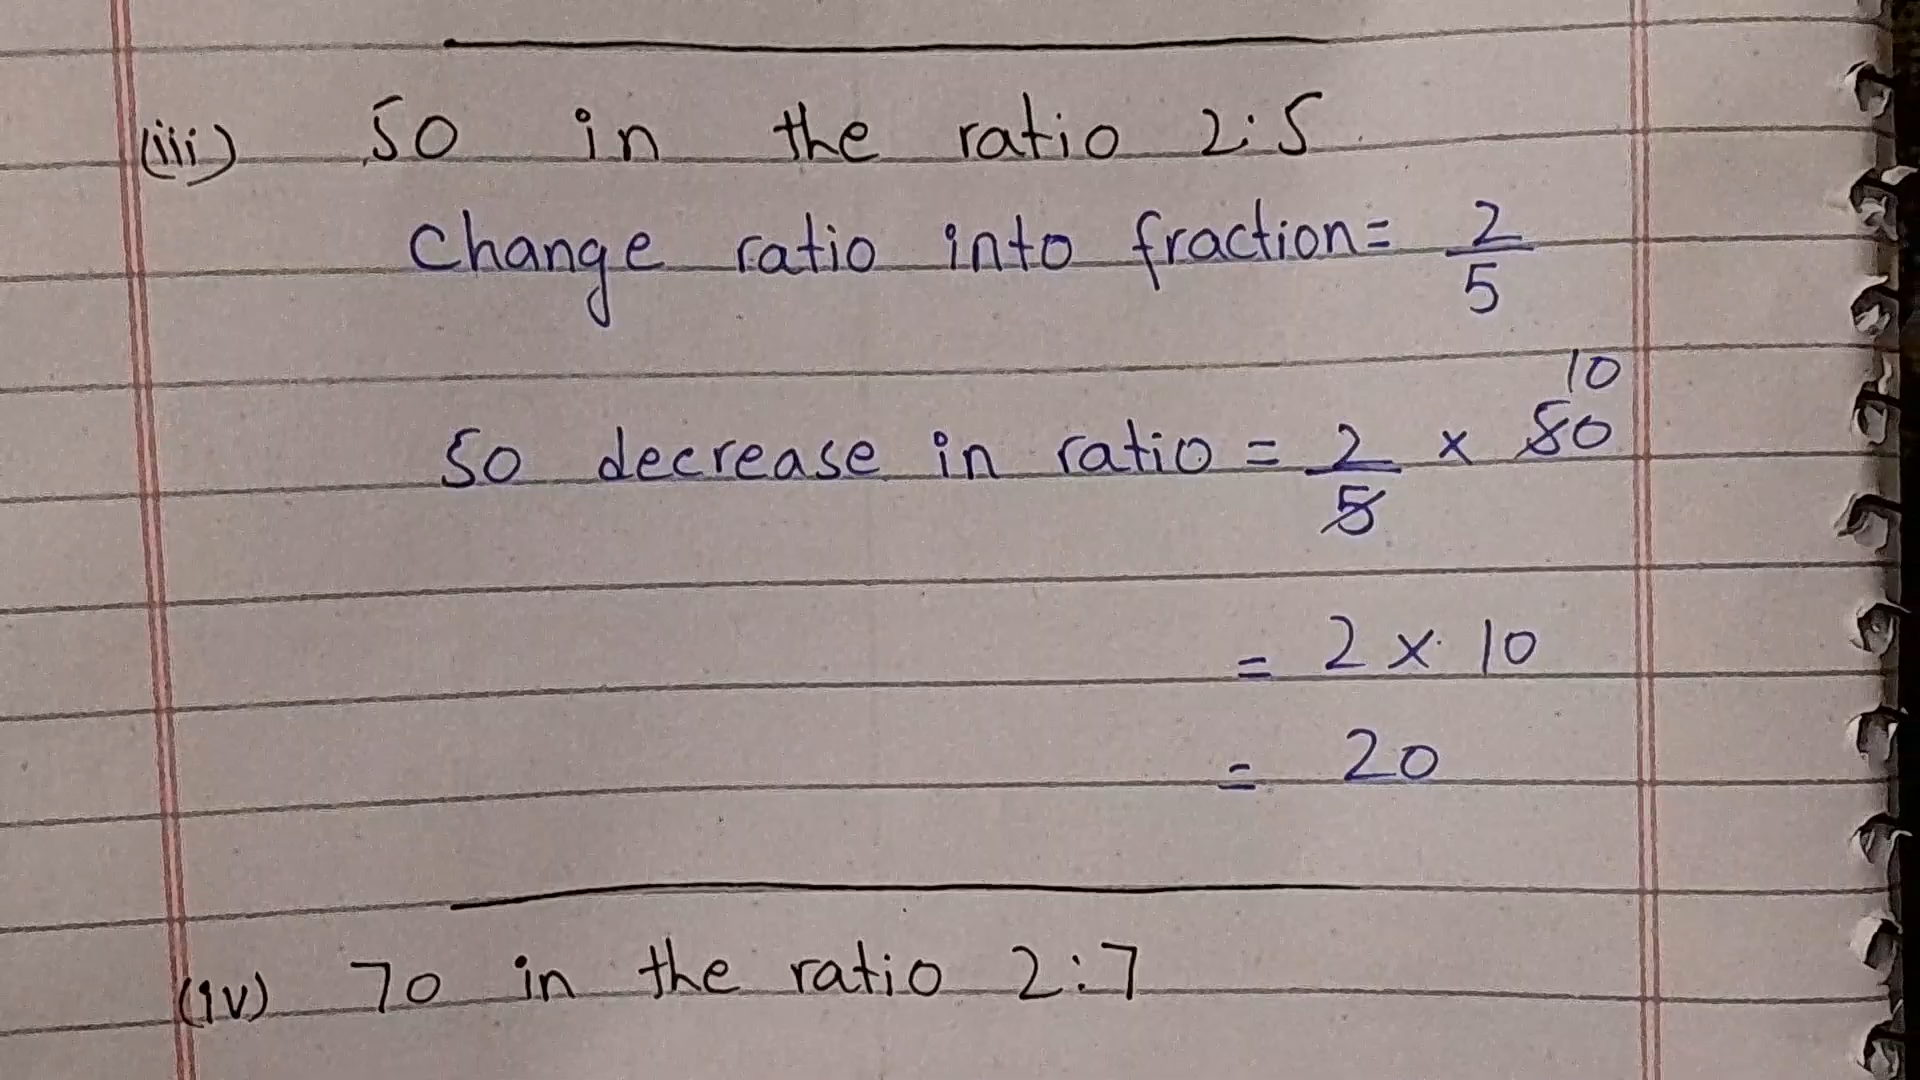 (iii) 50 in the ratio 2:5
Change ratio into fraction = 2/5
10
So decrease in ratio = 2/5 x 50
= 2 x 10
= 20
(iv) 70 in the ratio 2:7